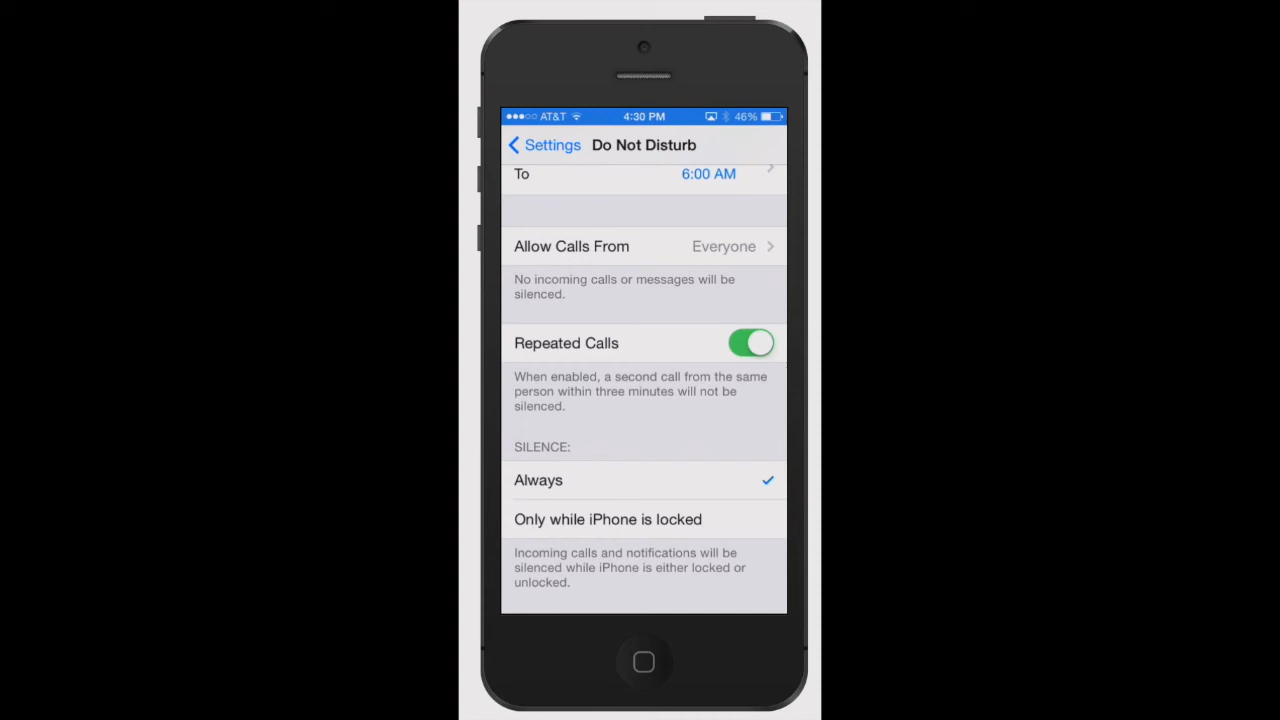 AT&T 4:30 PM 46%
Settings Do Not Disturb
To 6:00 AM
Allow Calls From Everyone
No incoming calls or messages will be
silenced.
Repeated Calls
When enabled, a second call from the same
person within three minutes will not be
silenced.
SILENCE:
Always
Only while iPhone is locked
Incoming calls and notifications will be
silenced while iPhone is either locked or
unlocked.